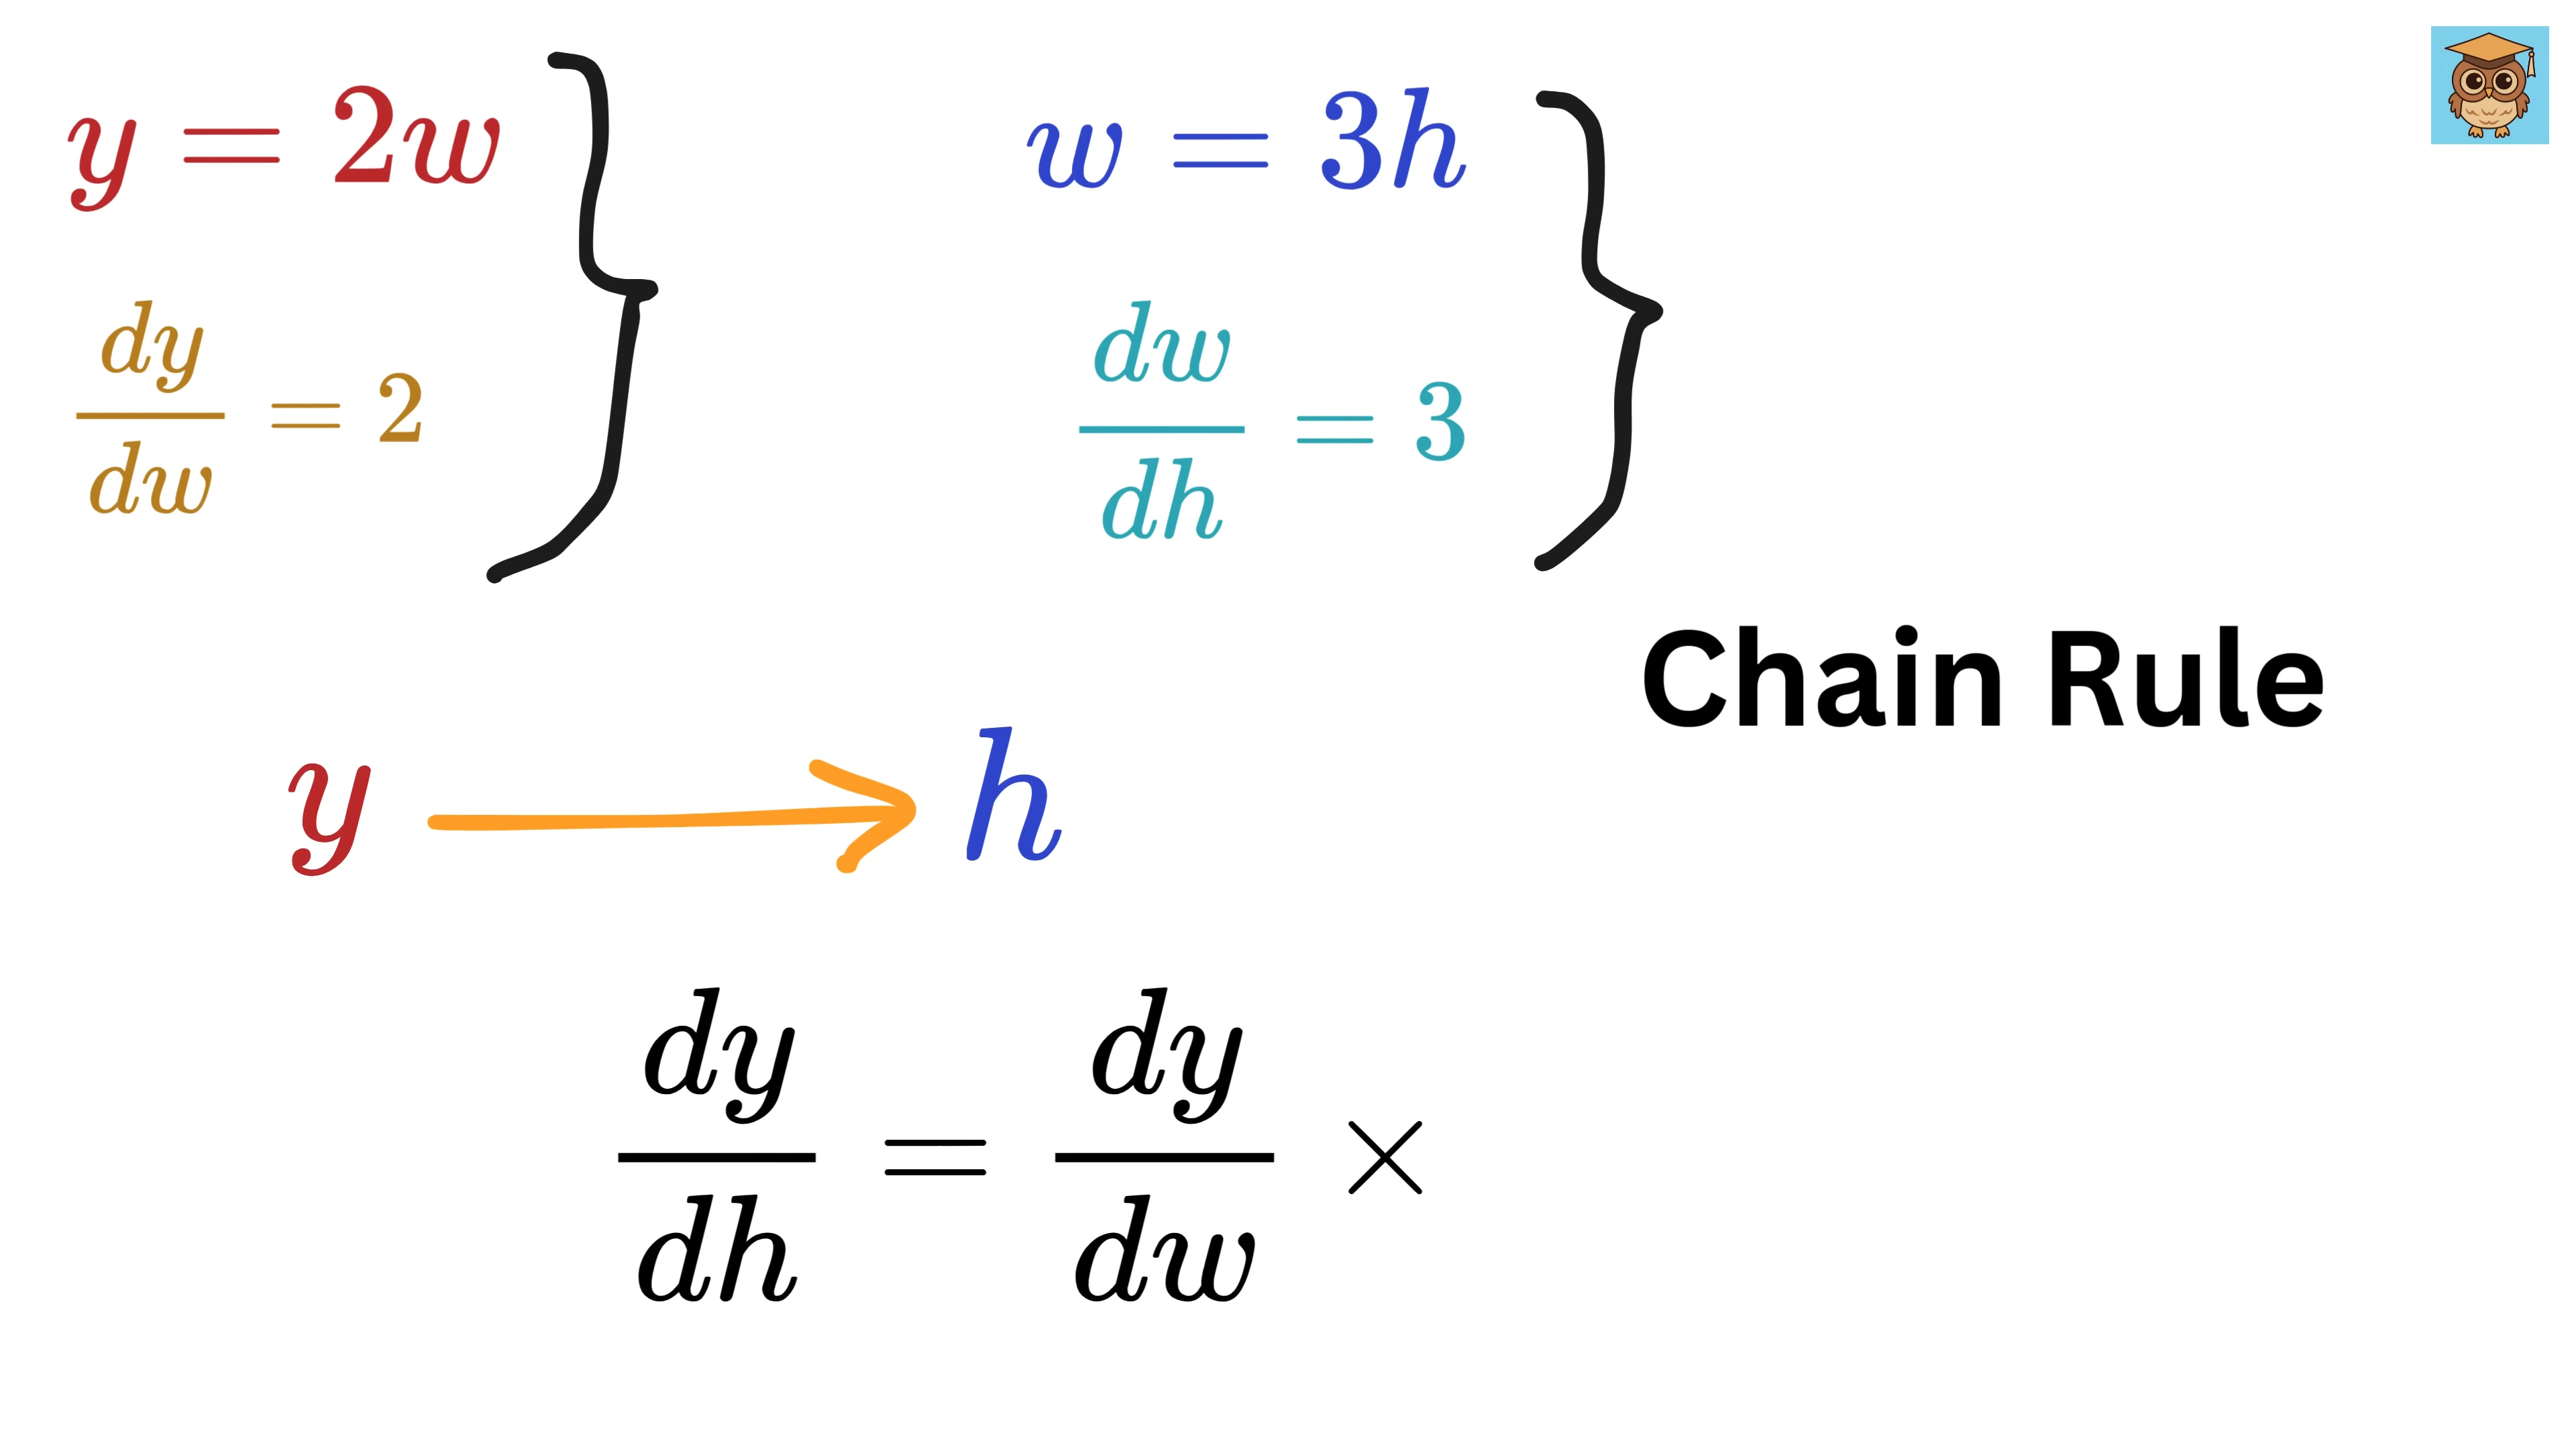 y = 2w
w = 3h
dy/dw = 2
dw/dh = 3
Chain Rule
y → h
dy/dh = dy/dw ×